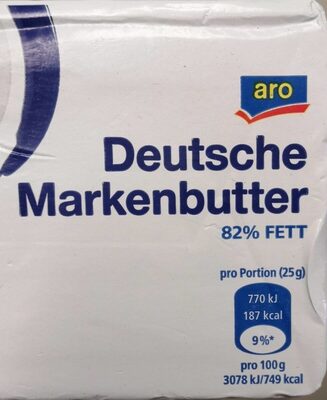 aro
Deutsche
Markenbutter
82% FETT
pro Portion (25g)
770 kJ
187 kcal
9%*
pro 100g
3078 kJ/749 kcal